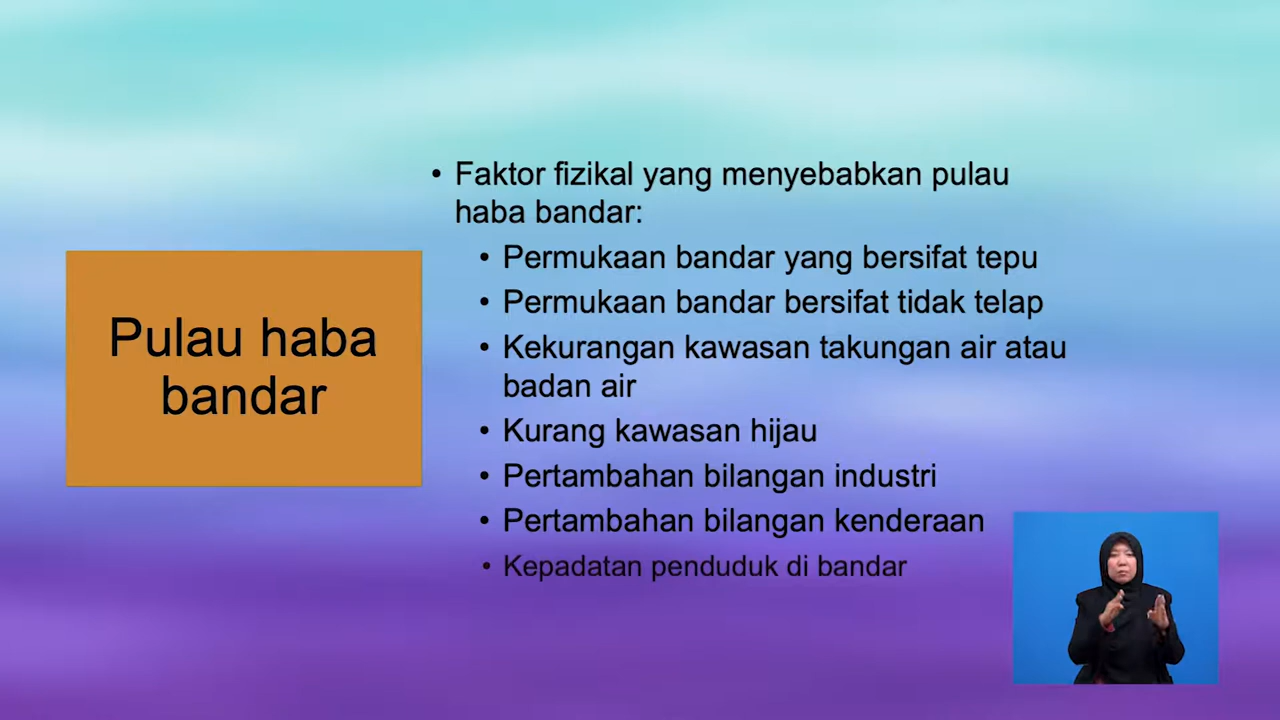 Pulau haba
bandar
• Faktor fizikal yang menyebabkan pulau
haba bandar:
• Permukaan bandar yang bersifat tepu
• Permukaan bandar bersifat tidak telap
• Kekurangan kawasan takungan air atau
badan air
• Kurang kawasan hijau
• Pertambahan bilangan industri
• Pertambahan bilangan kenderaan
• Kepadatan penduduk di bandar